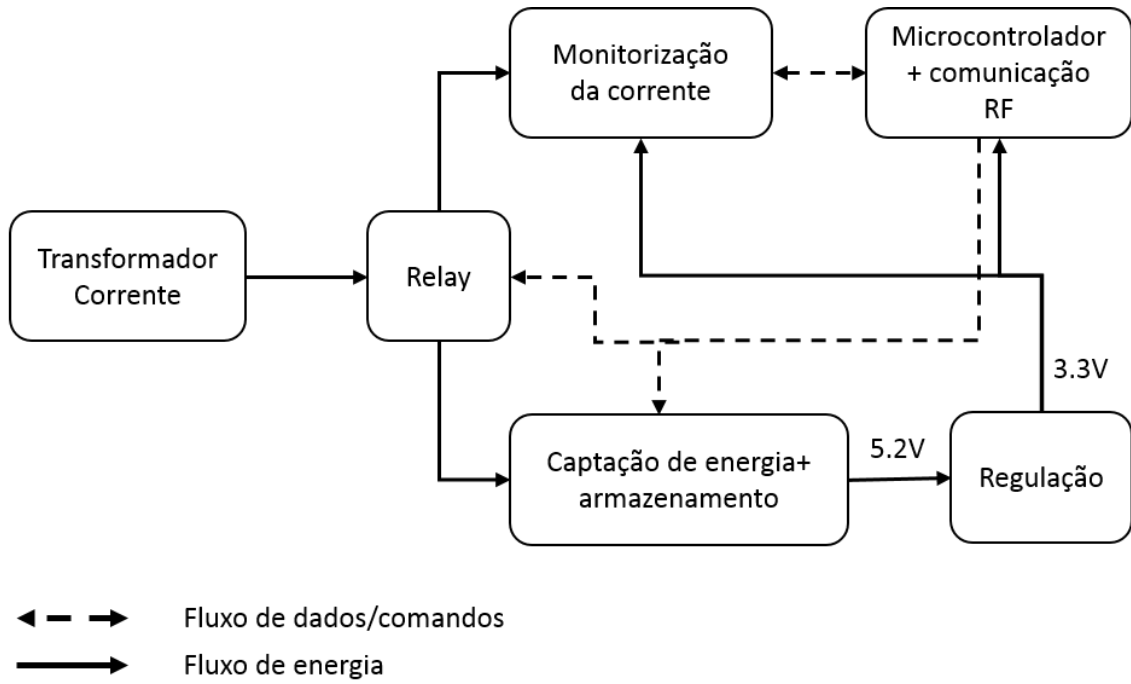 Monitorização
da corrente
Microcontrolador
+ comunicação
RF
Transformador
Corrente
Relay
3.3V
Captação de energia+
armazenamento
5.2V
Regulação
Fluxo de dados/comandos
Fluxo de energia